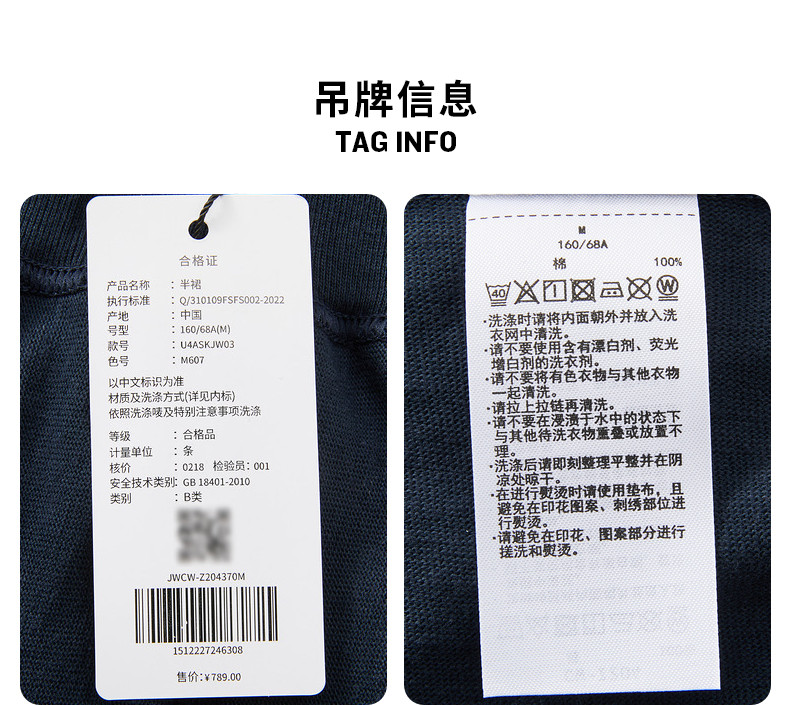 吊牌信息
TAG INFO
合格证
产品名称 : 半裙
执行标准 : Q/310109FSFS002-2022
产地 : 中国
号型 : 160/68A(M)
款号 : U4ASKJW03
色号 : M607
以中文标识为准
材质及洗涤方式(详见内标)
依照洗涤唛及特别注意事项洗涤
等级 : 合格品
计量单位 : 条
核价 : 0218 检验员: 001
安全技术类别: GB 18401-2010
类别 : B类
JWCW-Z204370M
1512227246308
售价: ¥789.00
M
160/68A
棉 100%
40
·洗涤时请将内面朝外并放入洗
衣网中清洗。
·请不要使用含有漂白剂、荧光
增白剂的洗衣剂。
·请不要将有色衣物与其他衣物
一起清洗。
·请拉上拉链再清洗。
·请不要在浸渍于水中的状态下
与其他待洗衣物重叠或放置不
理。
·洗涤后请即刻整理平整并在阴
凉处晾干。
·在进行熨烫时请使用垫布，且
避免在印花图案、刺绣部位进
行熨烫。
·请避免在印花、图案部分进行
搓洗和熨烫。